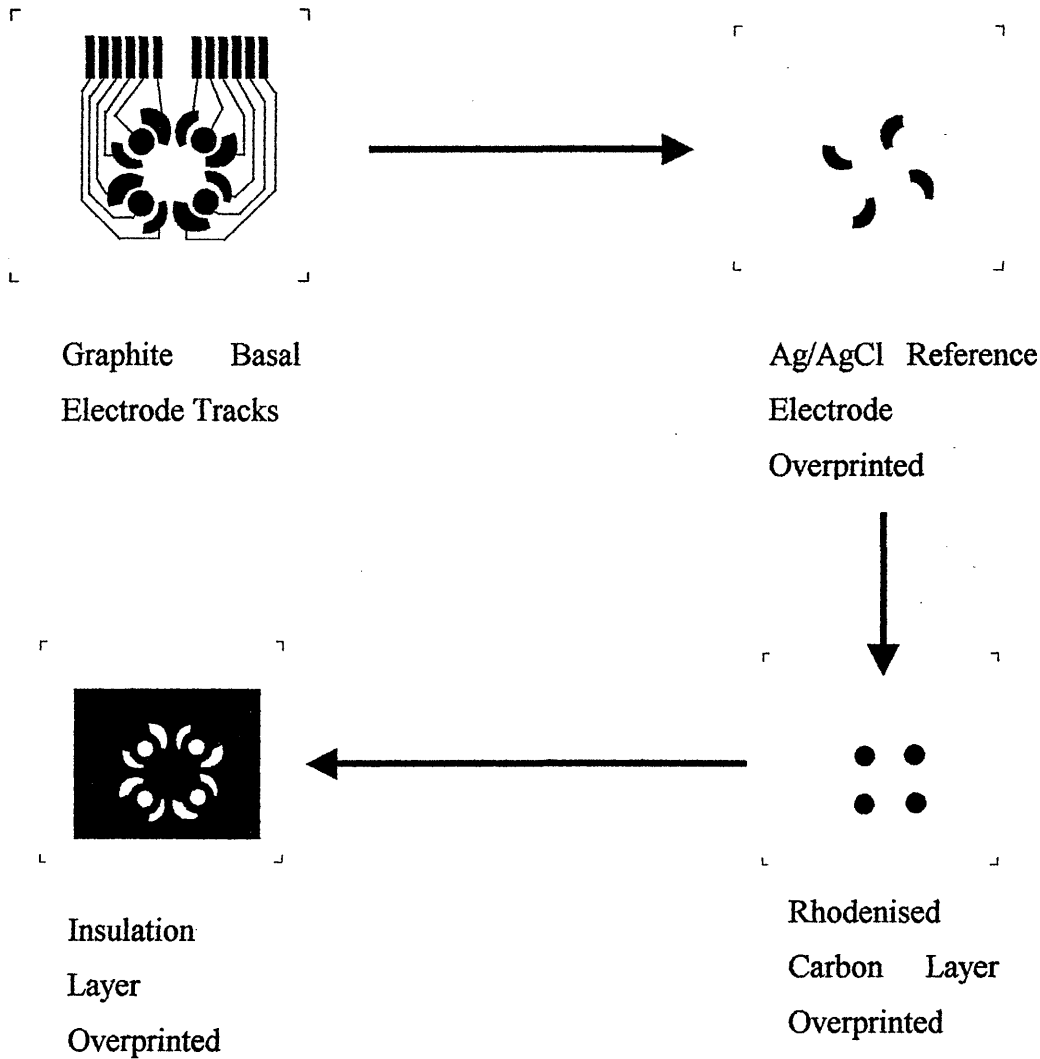 Graphite Basal
Electrode Tracks
Ag/AgCl Reference
Electrode
Overprinted
Rhodenised
Carbon Layer
Overprinted
Insulation
Layer
Overprinted